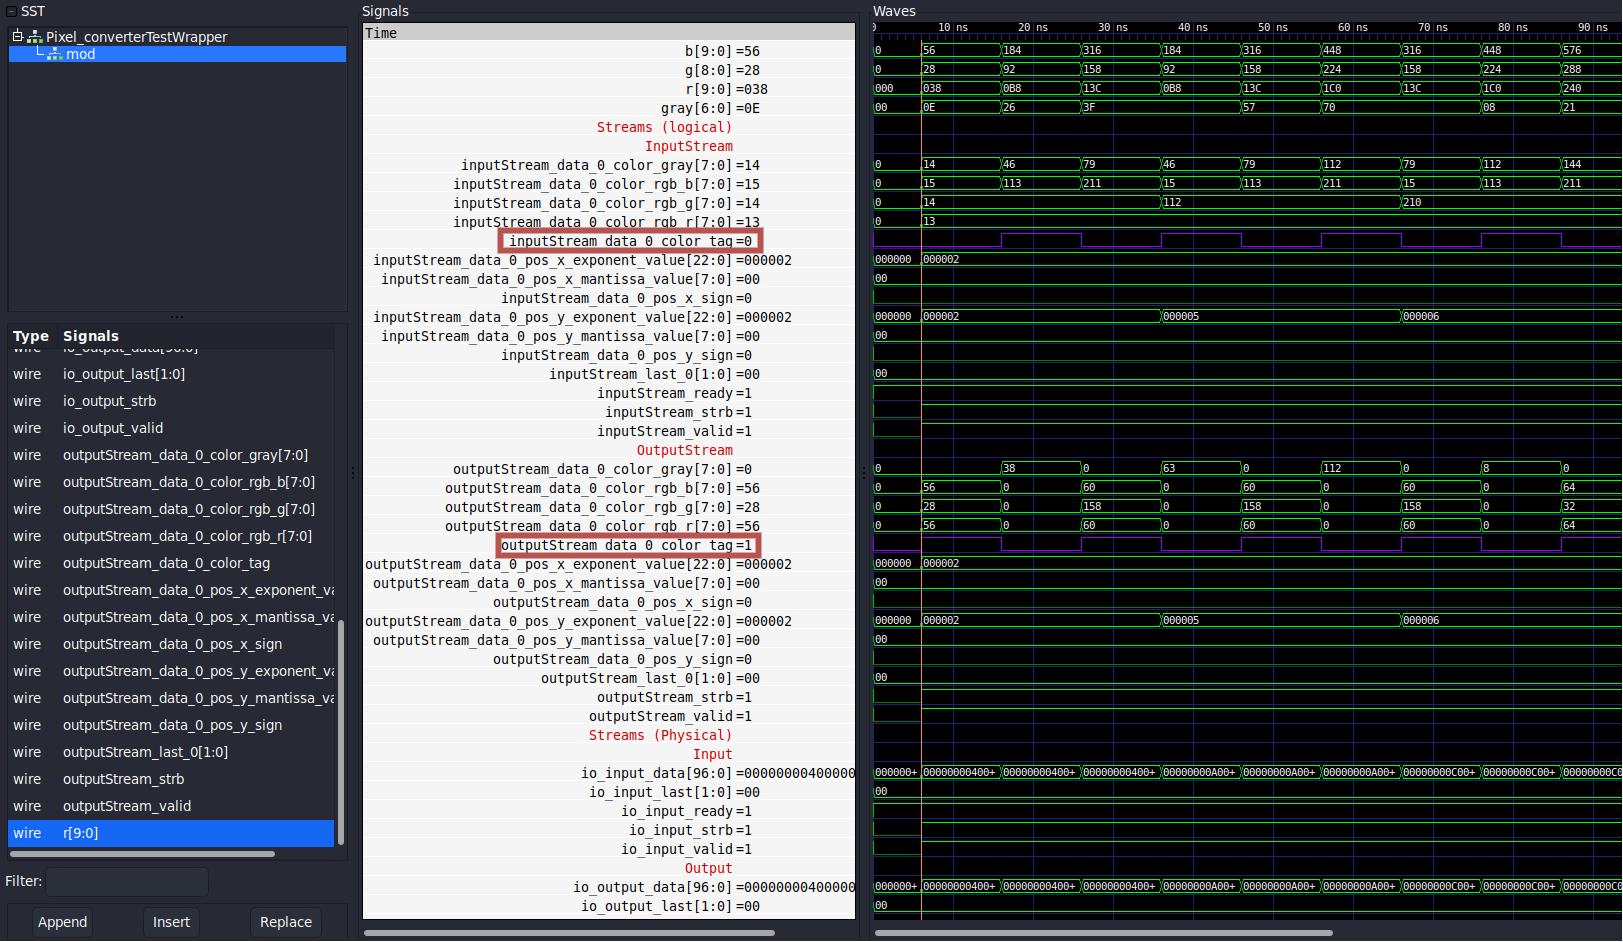 SST
Pixel_converterTestWrapper
mod
Type Signals
wire io_output_data[96:0]
wire io_output_last[1:0]
wire io_output_strb
wire io_output_valid
wire outputStream_data_0_color_gray[7:0]
wire outputStream_data_0_color_rgb_b[7:0]
wire outputStream_data_0_color_rgb_g[7:0]
wire outputStream_data_0_color_rgb_r[7:0]
wire outputStream_data_0_color_tag
wire outputStream_data_0_pos_x_exponent_va
wire outputStream_data_0_pos_x_mantissa_va
wire outputStream_data_0_pos_x_sign
wire outputStream_data_0_pos_y_exponent_va
wire outputStream_data_0_pos_y_mantissa_va
wire outputStream_data_0_pos_y_sign
wire outputStream_last_0[1:0]
wire outputStream_strb
wire outputStream_valid
wire r[9:0]
Filter:
Append Insert Replace
Signals
Time
b[9:0]=56
g[8:0]=28
r[9:0]=038
gray[6:0]=0E
Streams (logical)
InputStream
inputStream_data_0_color_gray[7:0]=14
inputStream_data_0_color_rgb_b[7:0]=15
inputStream_data_0_color_rgb_g[7:0]=14
inputStream_data_0_color_rgb_r[7:0]=13
inputStream_data_0_color_tag=0
inputStream_data_0_pos_x_exponent_value[22:0]=000002
inputStream_data_0_pos_x_mantissa_value[7:0]=00
inputStream_data_0_pos_x_sign=0
inputStream_data_0_pos_y_exponent_value[22:0]=000002
inputStream_data_0_pos_y_mantissa_value[7:0]=00
inputStream_data_0_pos_y_sign=0
inputStream_last_0[1:0]=00
inputStream_ready=1
inputStream_strb=1
inputStream_valid=1
OutputStream
outputStream_data_0_color_gray[7:0]=0
outputStream_data_0_color_rgb_b[7:0]=56
outputStream_data_0_color_rgb_g[7:0]=28
outputStream_data_0_color_rgb_r[7:0]=56
outputStream_data_0_color_tag=1
outputStream_data_0_pos_x_exponent_value[22:0]=000002
outputStream_data_0_pos_x_mantissa_value[7:0]=00
outputStream_data_0_pos_x_sign=0
outputStream_data_0_pos_y_exponent_value[22:0]=000002
outputStream_data_0_pos_y_mantissa_value[7:0]=00
outputStream_data_0_pos_y_sign=0
outputStream_last_0[1:0]=00
outputStream_strb=1
outputStream_valid=1
Streams (Physical)
Input
io_input_data[96:0]=00000000400000
io_input_last[1:0]=00
io_input_ready=1
io_input_strb=1
io_input_valid=1
Output
io_output_data[96:0]=00000000400000
io_output_last[1:0]=00
Waves
0 10 ns 20 ns 30 ns 40 ns 50 ns 60 ns 70 ns 80 ns 90 ns
0 56 184 316 184 316 448 316 448 576
0 28 92 158 92 158 224 158 224 288
000 038 0B8 13C 0B8 13C 1C0 13C 1C0 240
00 0E 26 3F 57 70 08 21
0 14 46 79 46 79 112 79 112 144
0 15 113 211 15 113 211 15 113 211
0 14 112 210
0 13
000000 000002
00
000000 000002 000005 000006
00
00
0 38 0 63 0 112 0 8 0
0 56 0 60 0 60 0 60 0 64
0 28 0 158 0 158 0 158 0 32
0 56 0 60 0 60 0 60 0 64
000000 000002
00
000000 000002 000005 000006
00
00
000000+ 00000000400+ 00000000400+ 00000000400+ 00000000A00+ 00000000A00+ 00000000A00+ 00000000C00+ 00000000C00+ 00000000C0
00
000000+ 00000000400+ 00000000400+ 00000000400+ 00000000A00+ 00000000A00+ 00000000A00+ 00000000C00+ 00000000C00+ 00000000C0
00